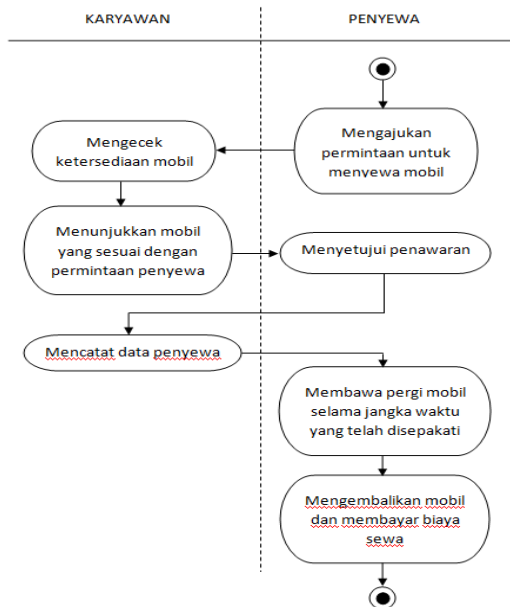 KARYAWAN
PENYEWA
Mengajukan
permintaan untuk
menyewa mobil
Mengecek
ketersediaan mobil
Menunjukkan mobil
yang sesuai dengan
permintaan penyewa
Menyetujui penawaran
Mencatat data penyewa
Membawa pergi mobil
selama jangka waktu
yang telah disepakati
Mengembalikan mobil
dan membayar biaya
sewa